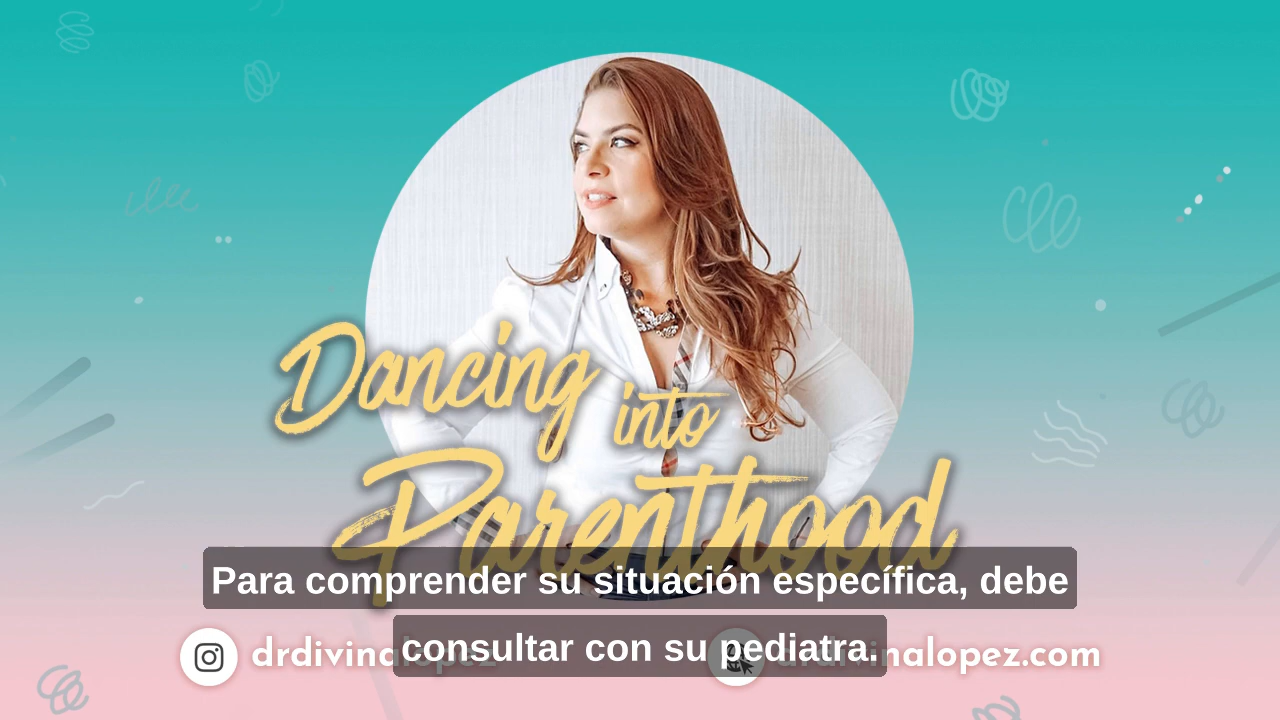 Dancing
into
Parenthood
Para comprender su situación específica, debe
consultar con su pediatra.
drdivinalopez
drdivinalopez.com